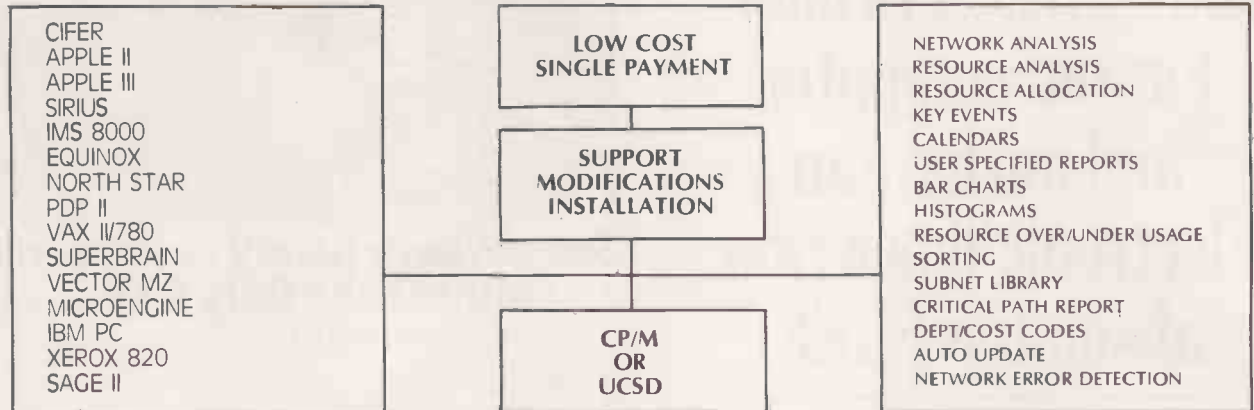 CIFER
APPLE II
APPLE III
SIRIUS
IMS 8000
EQUINOX
NORTH STAR
PDP II
VAX II/780
SUPERBRAIN
VECTOR MZ
MICROENGINE
IBM PC
XEROX 820
SAGE II
LOW COST
SINGLE PAYMENT
SUPPORT
MODIFICATIONS
INSTALLATION
CP/M
OR
UCSD
NETWORK ANALYSIS
RESOURCE ANALYSIS
RESOURCE ALLOCATION
KEY EVENTS
CALENDARS
USER SPECIFIED REPORTS
BAR CHARTS
HISTOGRAMS
RESOURCE OVER/UNDER USAGE
SORTING
SUBNET LIBRARY
CRITICAL PATH REPORT
DEPT/COST CODES
AUTO UPDATE
NETWORK ERROR DETECTION